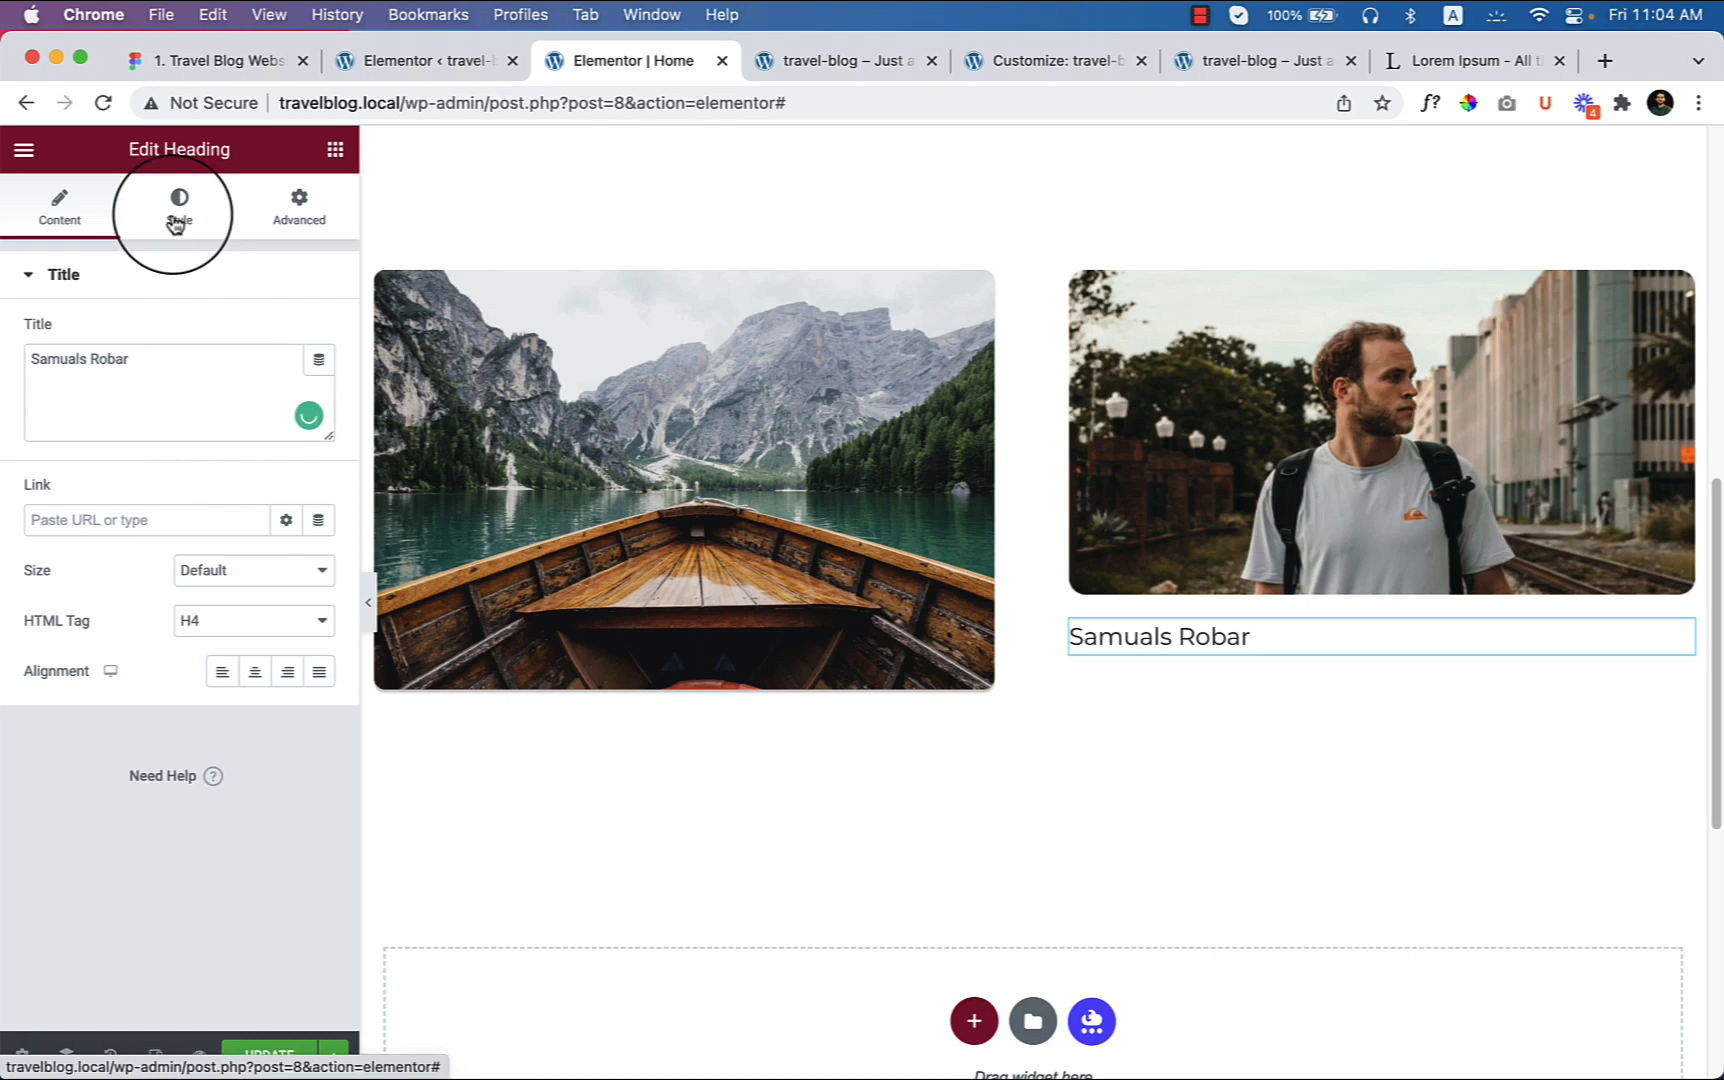 Chrome File Edit View History Bookmarks Profiles Tab Window Help 100% A Fri 11:04 AM
1. Travel Blog Webs Elementor ‹ travel-b Elementor | Home travel-blog – Just a Customize: travel-b travel-blog – Just a L Lorem Ipsum - All t
Not Secure travelblog.local/wp-admin/post.php?post=8&action=elementor# f? U 4
Edit Heading
Content Style Advanced
Title
Title
Samuals Robar
Link
Paste URL or type
Size Default
HTML Tag H4
Alignment
Need Help ?
Samuals Robar
UPDATE
travelblog.local/wp-admin/post.php?post=8&action=elementor#
Drag widget here